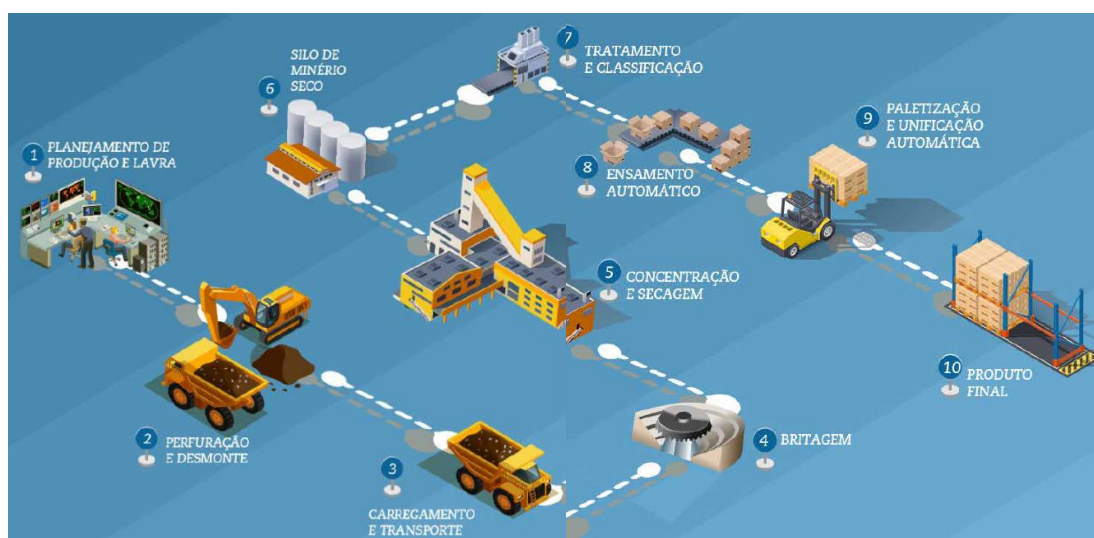 1
PLANEJAMENTO DE
PRODUÇÃO E LAVRA
2
PERFURAÇÃO
E DESMONTE
3
CARREGAMENTO
E TRANSPORTE
4
BRITAGEM
5
CONCENTRAÇÃO
E SECAGEM
6
SILO DE
MINÉRIO
SECO
7
TRATAMENTO
E CLASSIFICAÇÃO
8
ENSAMENTO
AUTOMÁTICO
9
PALETIZAÇÃO
E UNIFICAÇÃO
AUTOMÁTICA
10
PRODUTO
FINAL